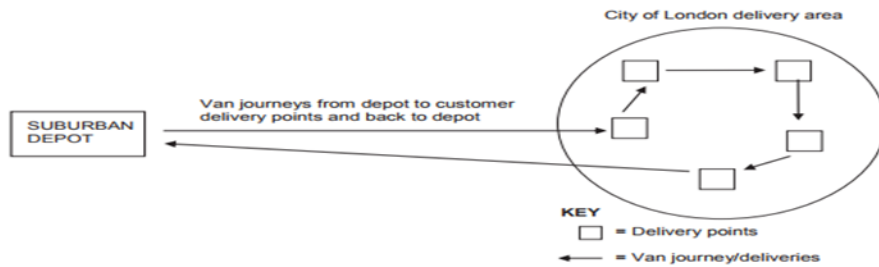 City of London delivery area
Van journeys from depot to customer
delivery points and back to depot
SUBURBAN
DEPOT
KEY
= Delivery points
= Van journey/deliveries